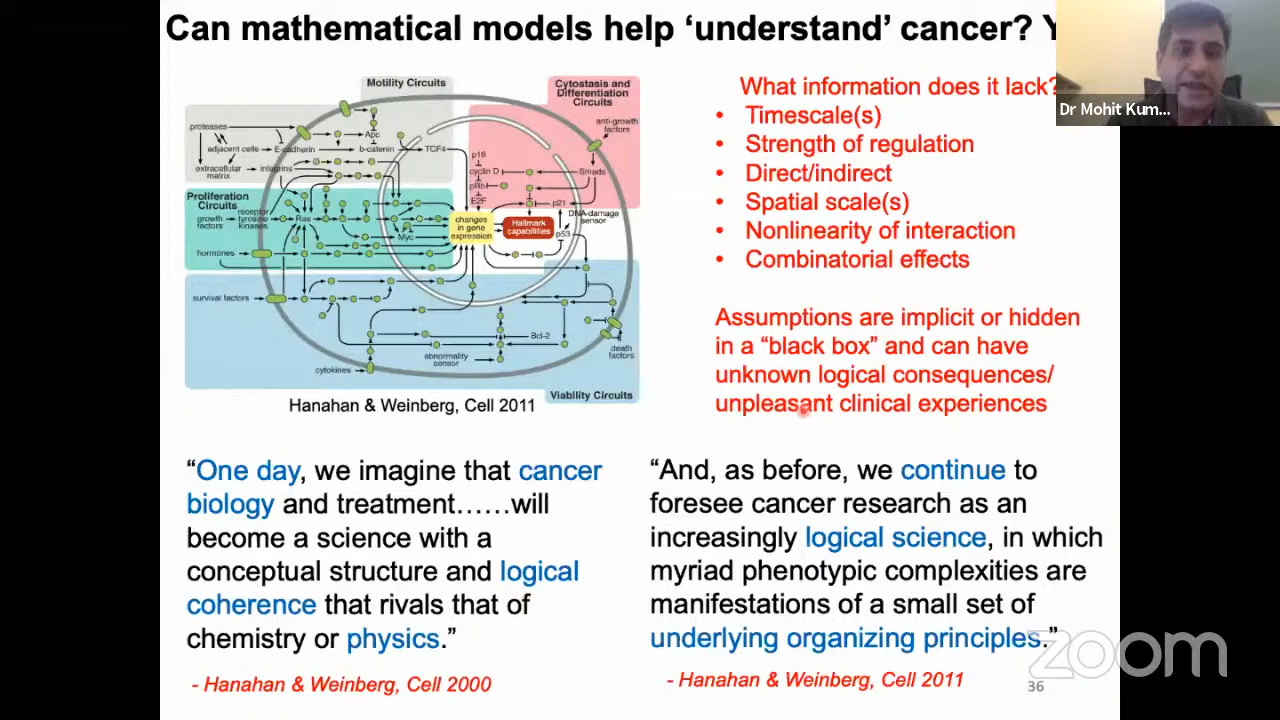 Can mathematical models help ‘understand’ cancer? Y
Dr Mohit Kum...
Motility Circuits
Cytostasis and
Differentiation
Circuits
proteases
adjacent cells
E-cadherin
extracellular
matrix
integrins
Apc
b-catenin
TCF4
anti-growth
factors
p16
cyclin D
Smads
pRb
E2F
p21
DNA-damage
sensor
Hallmark
capabilities
p53
Proliferation
Circuits
growth
factors
receptor
tyrosine
kinases
Ras
Myc
hormones
changes
in gene
expression
survival factors
Bcl-2
abnormality
sensor
death
factors
cytokines
Viability Circuits
Hanahan & Weinberg, Cell 2011
What information does it lack?
• Timescale(s)
• Strength of regulation
• Direct/indirect
• Spatial scale(s)
• Nonlinearity of interaction
• Combinatorial effects
Assumptions are implicit or hidden
in a “black box” and can have
unknown logical consequences/
unpleasant clinical experiences
“One day, we imagine that cancer
biology and treatment……will
become a science with a
conceptual structure and logical
coherence that rivals that of
chemistry or physics.”
- Hanahan & Weinberg, Cell 2000
“And, as before, we continue to
foresee cancer research as an
increasingly logical science, in which
myriad phenotypic complexities are
manifestations of a small set of
underlying organizing principles.”
- Hanahan & Weinberg, Cell 2011
36
zoom